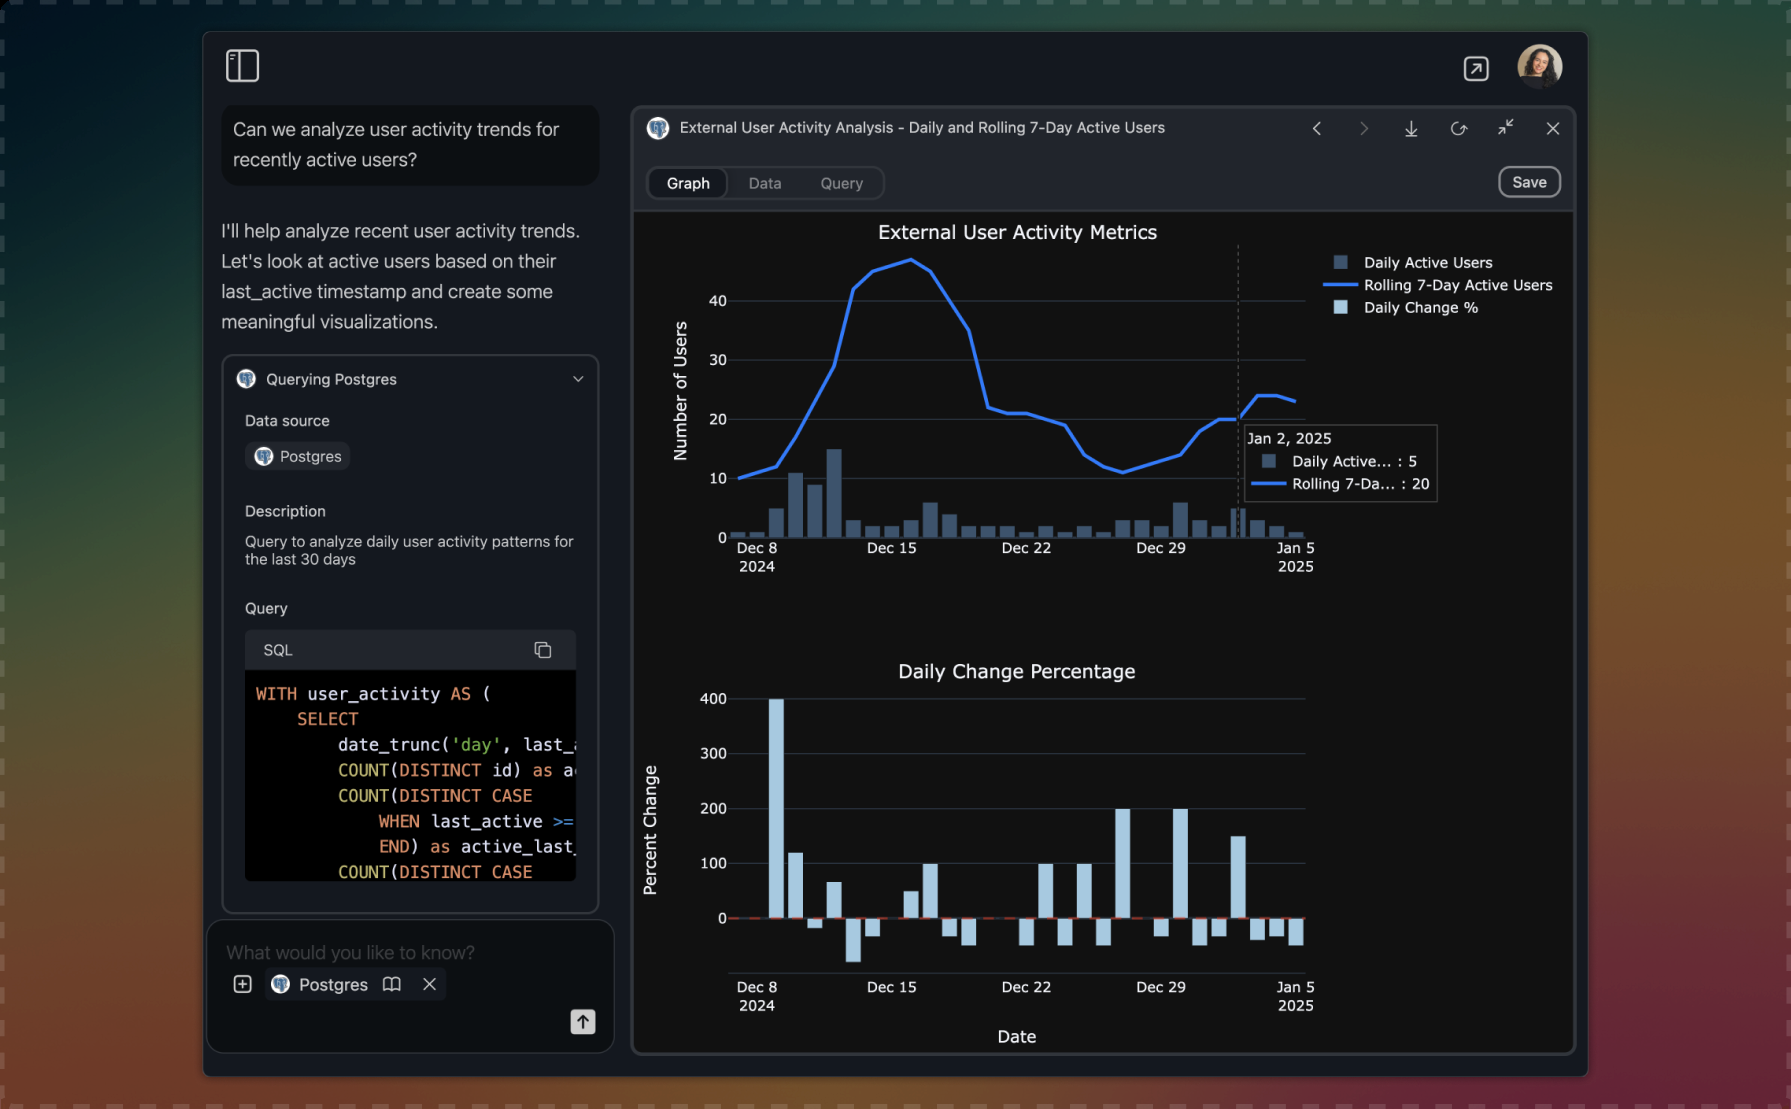 Can we analyze user activity trends for
recently active users?
I'll help analyze recent user activity trends.
Let's look at active users based on their
last_active timestamp and create some
meaningful visualizations.
Querying Postgres
Data source
Postgres
Description
Query to analyze daily user activity patterns for
the last 30 days
Query
SQL
WITH user_activity AS (
SELECT
date_trunc('day', last_
COUNT(DISTINCT id) as
COUNT(DISTINCT CASE
WHEN last_active >=
END) as active_last_
COUNT(DISTINCT CASE
What would you like to know?
Postgres
External User Activity Analysis - Daily and Rolling 7-Day Active Users
Graph Data Query
Save
External User Activity Metrics
Daily Active Users
Rolling 7-Day Active Users
Daily Change %
Number of Users
40
30
20
10
0
Jan 2, 2025
Daily Active... : 5
Rolling 7-Da... : 20
Dec 8 Dec 15 Dec 22 Dec 29 Jan 5
2024 2025
Daily Change Percentage
Percent Change
400
300
200
100
0
Dec 8 Dec 15 Dec 22 Dec 29 Jan 5
2024 2025
Date